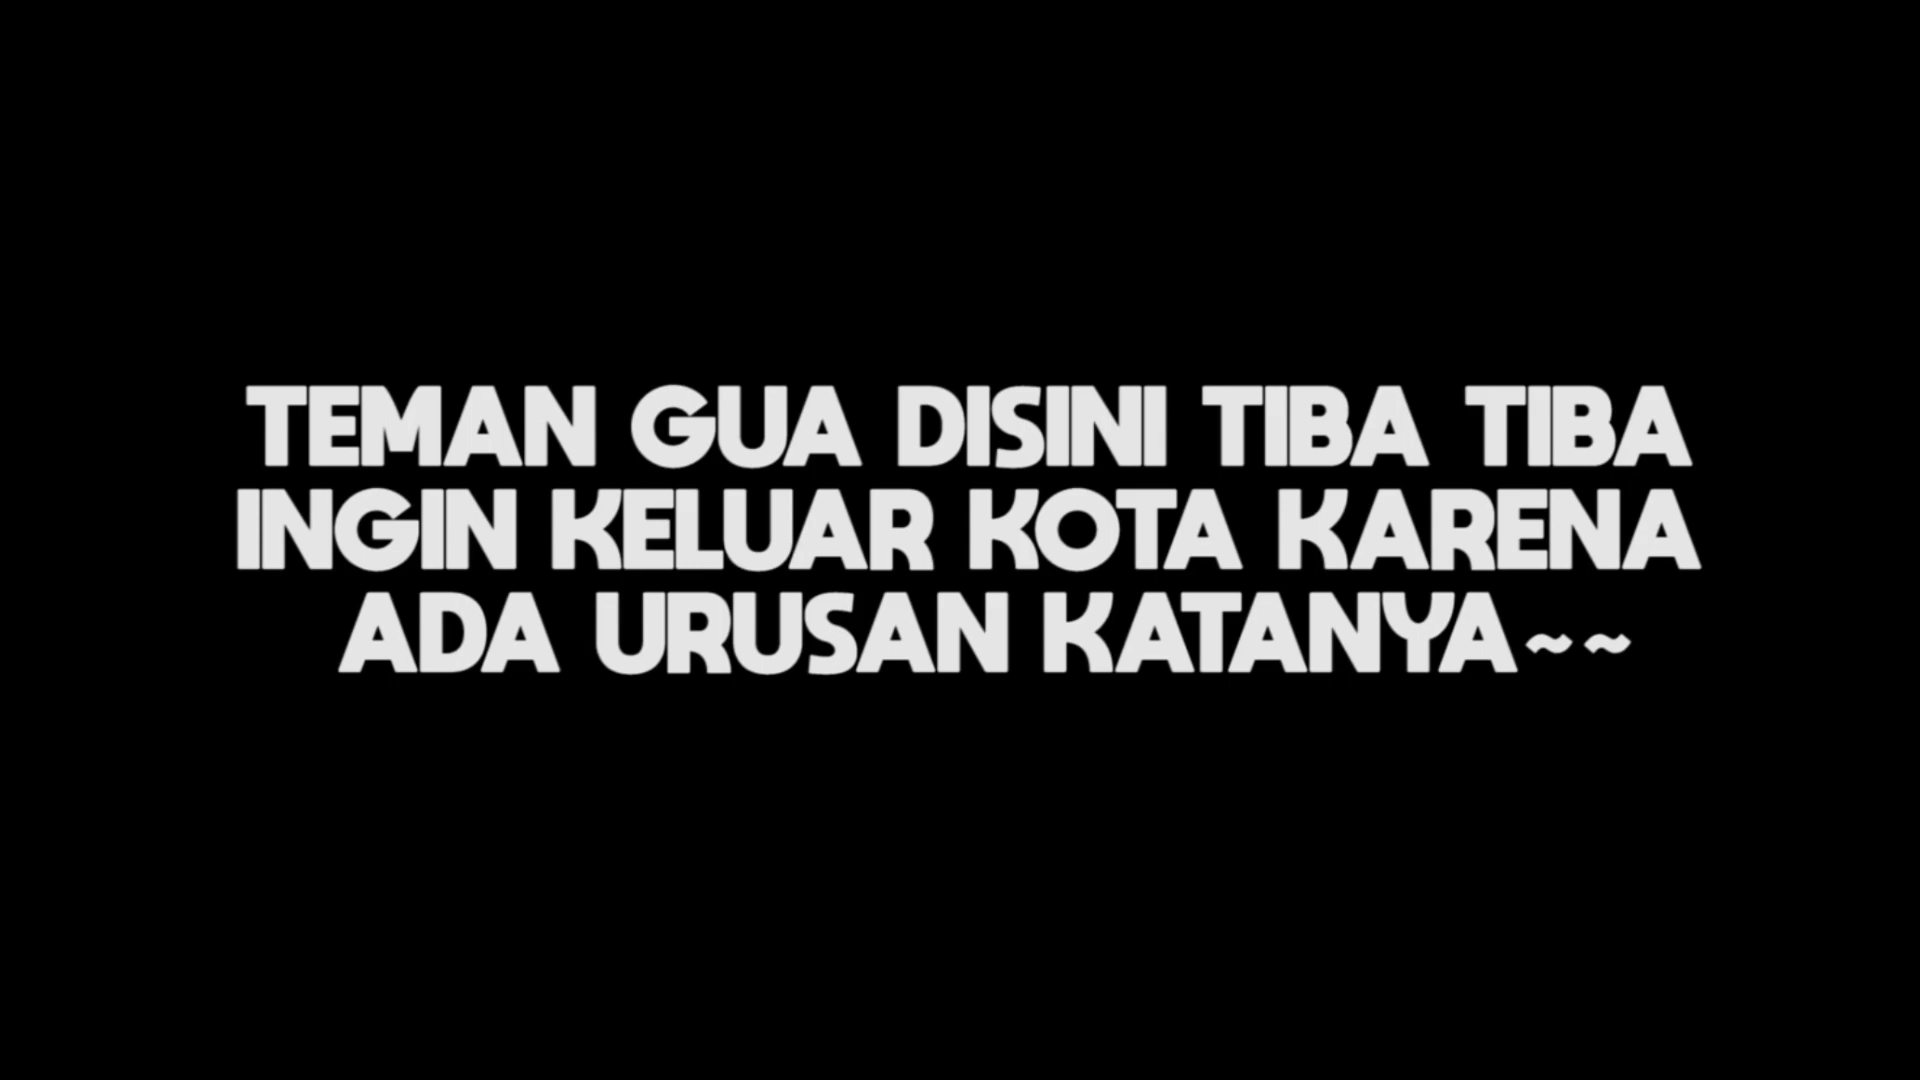 TEMAN GUA DISINI TIBA TIBA
INGIN KELUAR KOTA KARENA
ADA URUSAN KATANYA~~